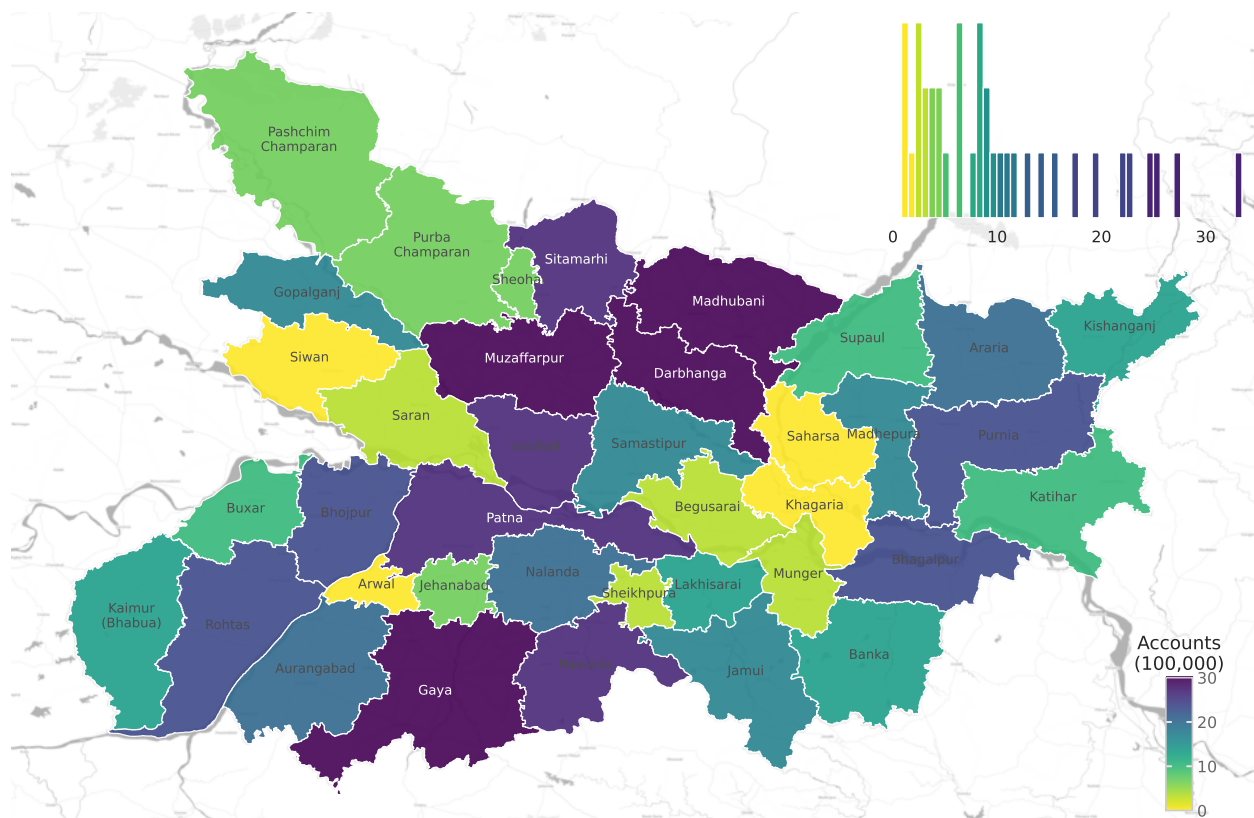 Pashchim
Champaran
Purba
Champaran
Sitamarhi
Sheohar
Gopalganj
Madhubani
Supaul
Araria
Kishanganj
Siwan
Muzaffarpur
Darbhanga
Saran
Samastipur
Saharsa
Madhepura
Purnia
Katihar
Buxar
Bhojpur
Patna
Begusarai
Khagaria
Bhagalpur
Kaimur
(Bhabua)
Rohtas
Arwal
Jehanabad
Nalanda
Sheikhpura
Lakhisarai
Munger
Aurangabad
Gaya
Jamui
Banka
0
10
20
30
Accounts
(100,000)
30
20
10
0